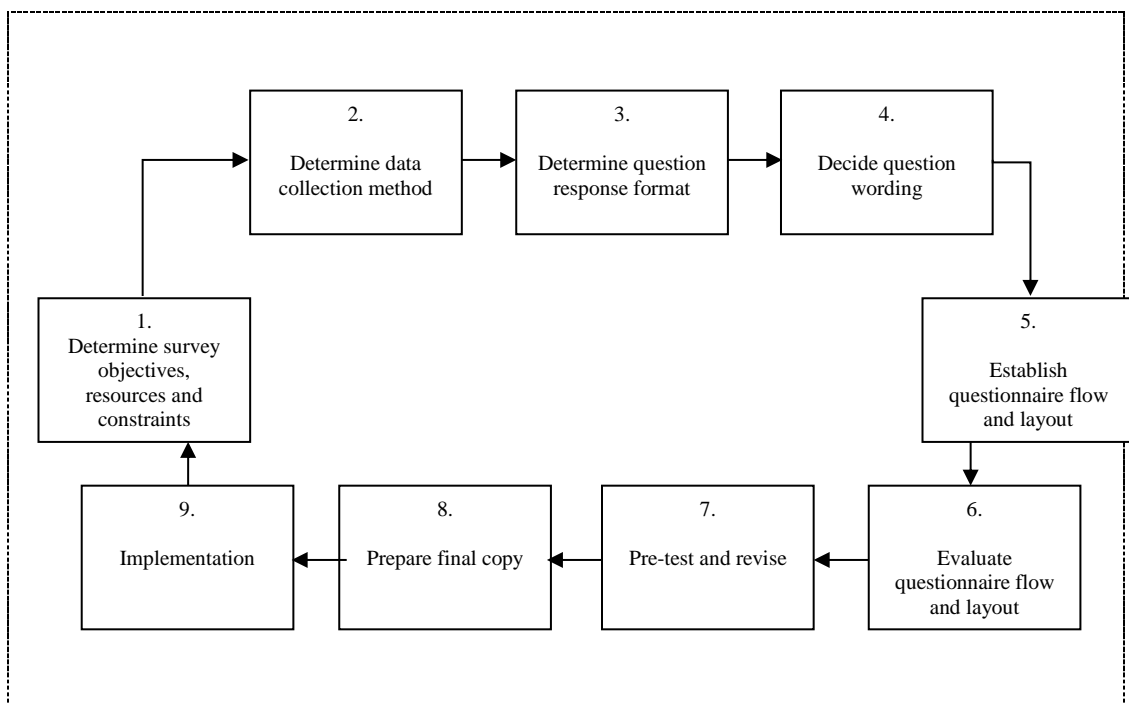 1.
Determine survey
objectives,
resources and
constraints
2.
Determine data
collection method
3.
Determine question
response format
4.
Decide question
wording
5.
Establish
questionnaire flow
and layout
6.
Evaluate
questionnaire flow
and layout
7.
Pre-test and revise
8.
Prepare final copy
9.
Implementation